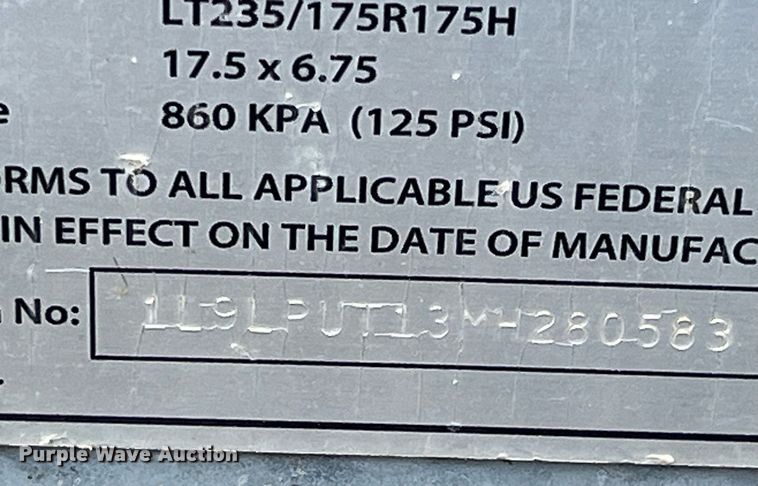 LT235/175R175H
17.5 x 6.75
e 860 KPA (125 PSI)
RMS TO ALL APPLICABLE US FEDERAL
IN EFFECT ON THE DATE OF MANUFAC
No: 1L9LPUT13MH280583
Purple Wave Auction